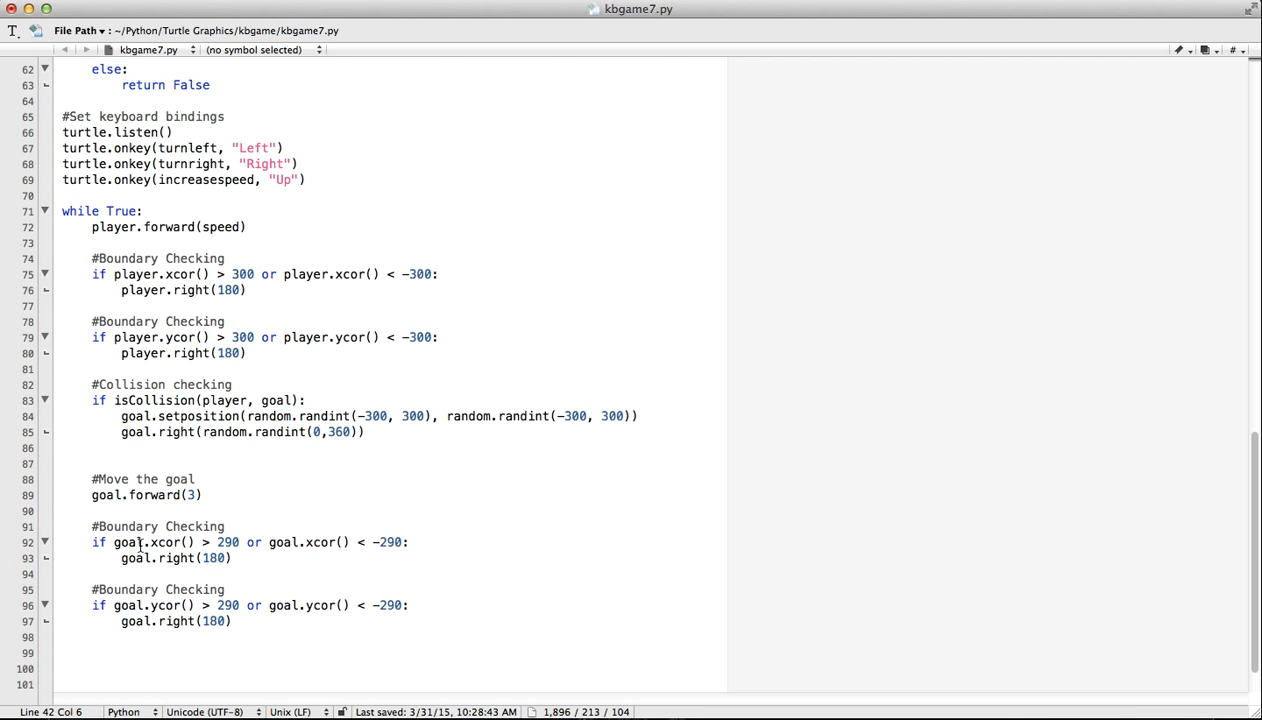 kbgame7.py
File Path ▾ : ~/Python/Turtle Graphics/kbgame/kbgame7.py
kbgame7.py (no symbol selected) #
62 else:
63 return False
64
65 #Set keyboard bindings
66 turtle.listen()
67 turtle.onkey(turnleft, "Left")
68 turtle.onkey(turnright, "Right")
69 turtle.onkey(increasespeed, "Up")
70
71 while True:
72 player.forward(speed)
73
74 #Boundary Checking
75 if player.xcor() > 300 or player.xcor() < -300:
76 player.right(180)
77
78 #Boundary Checking
79 if player.ycor() > 300 or player.ycor() < -300:
80 player.right(180)
81
82 #Collision checking
83 if isCollision(player, goal):
84 goal.setposition(random.randint(-300, 300), random.randint(-300, 300))
85 goal.right(random.randint(0,360))
86
87
88 #Move the goal
89 goal.forward(3)
90
91 #Boundary Checking
92 if goal.xcor() > 290 or goal.xcor() < -290:
93 goal.right(180)
94
95 #Boundary Checking
96 if goal.ycor() > 290 or goal.ycor() < -290:
97 goal.right(180)
98
99
100
101
Line 42 Col 6 Python Unicode (UTF-8) Unix (LF) Last saved: 3/31/15, 10:28:43 AM 1,896 / 213 / 104